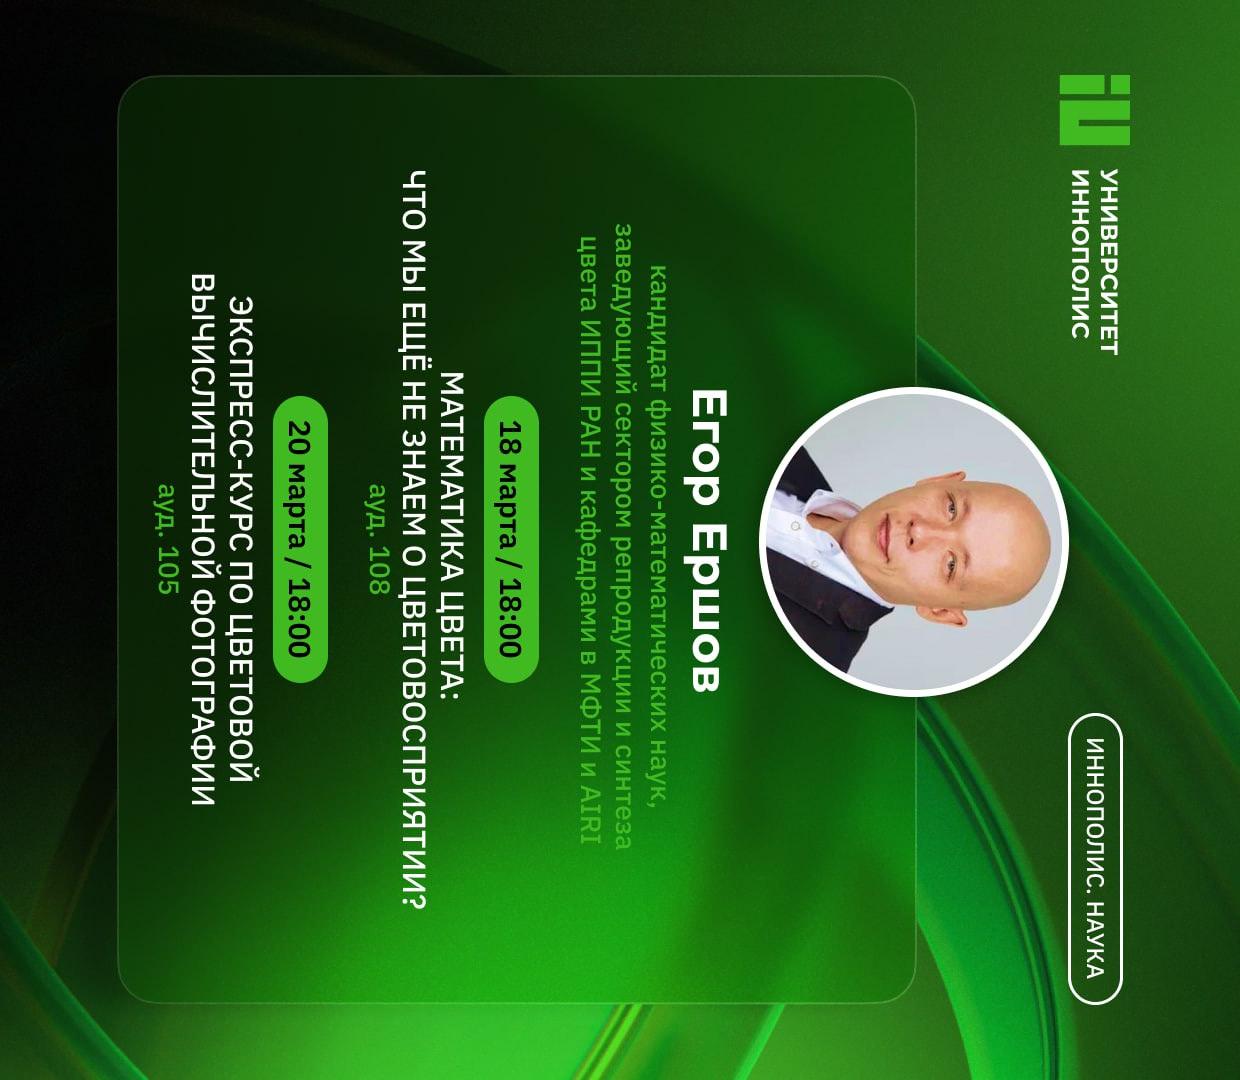 УНИВЕРСИТЕТ
ИННОПОЛИС
ИННОПОЛИС. НАУКА
Егор Ершов
кандидат физико-математических наук,
заведующий сектором репродукции и синтеза
цвета ИППИ РАН и кафедрами в МФТИ и AIRI
18 марта / 18:00
МАТЕМАТИКА ЦВЕТА:
ЧТО МЫ ЕЩЁ НЕ ЗНАЕМ О ЦВЕТОВОСПРИЯТИИ?
ауд. 108
20 марта / 18:00
ЭКСПРЕСС-КУРС ПО ЦВЕТОВОЙ
ВЫЧИСЛИТЕЛЬНОЙ ФОТОГРАФИИ
ауд. 105